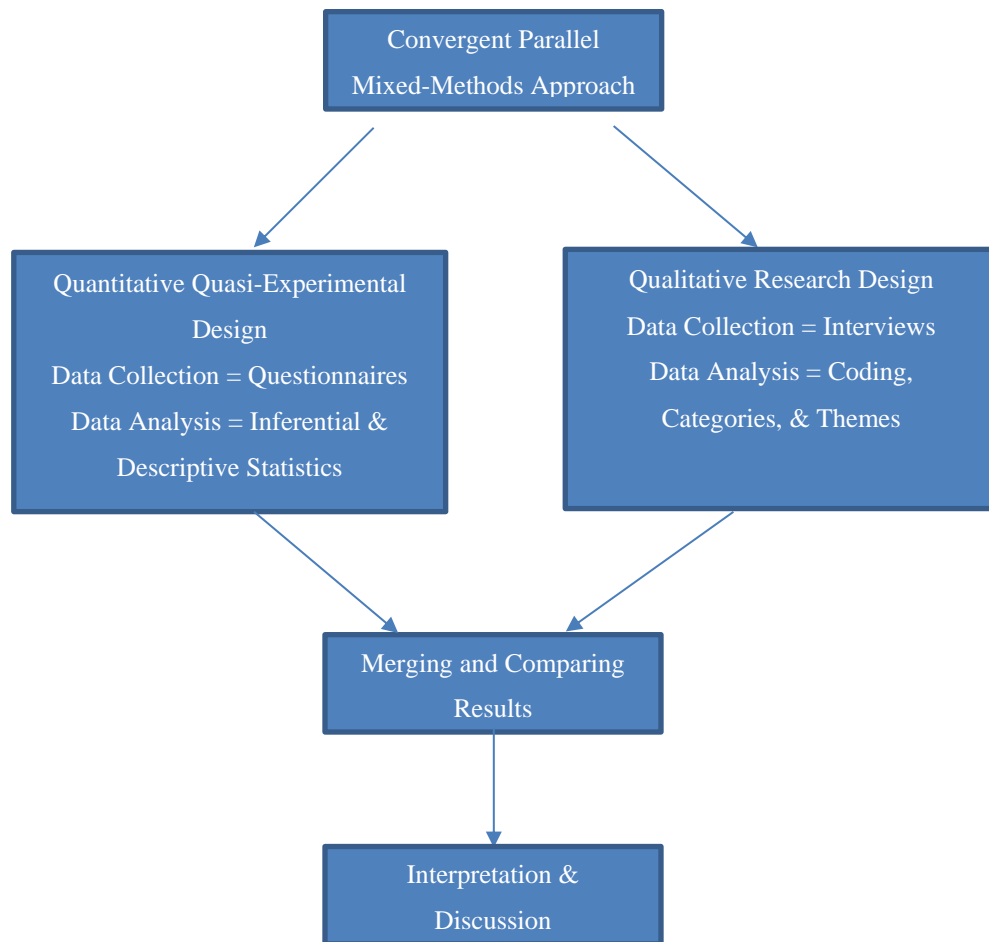 Convergent Parallel
Mixed-Methods Approach
Quantitative Quasi-Experimental
Design
Data Collection = Questionnaires
Data Analysis = Inferential &
Descriptive Statistics
Qualitative Research Design
Data Collection = Interviews
Data Analysis = Coding,
Categories, & Themes
Merging and Comparing
Results
Interpretation &
Discussion